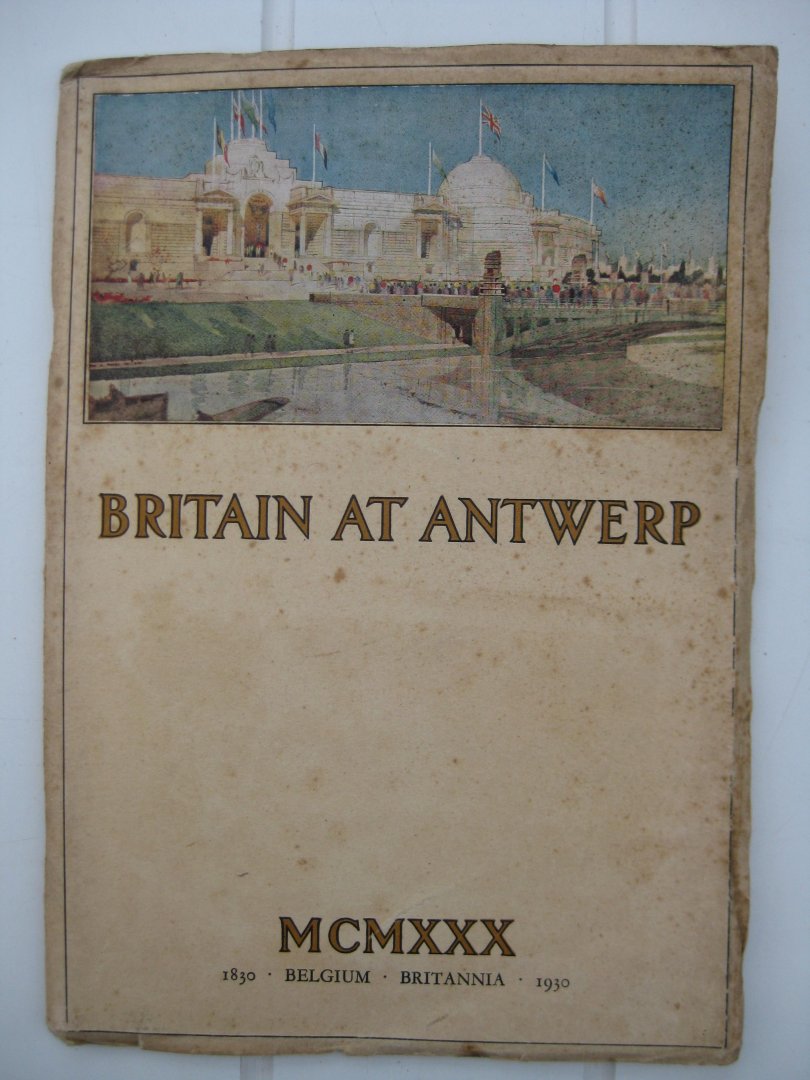 BRITAIN AT ANTWERP
MCMXXX
1830 · BELGIUM · BRITANNIA · 1930